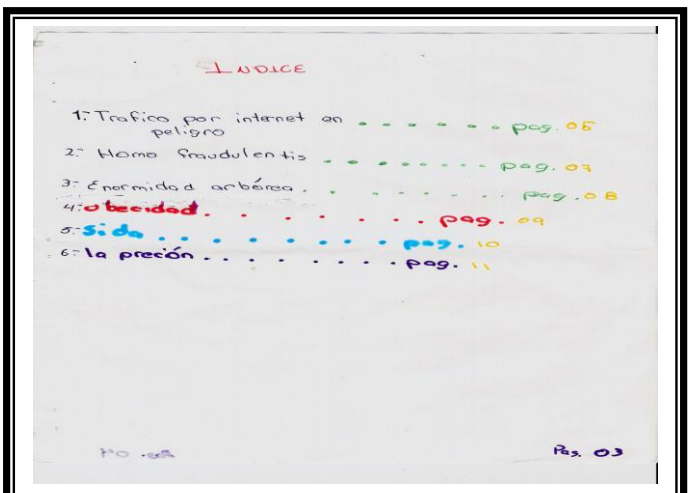 INDICE
1.- Trafico por internet en . . . . . . . pag. 05
peligro
2.- Homo fraudulentis . . . . . . . . pag. 07
3.- Enormidad arbórea . . . . . . . pag. 08
4.- obecidad . . . . . . . pag. 09
5.- Sida . . . . . . . . . pag. 10
6.- la preción . . . . . . . . pag. 11
Pag. 03